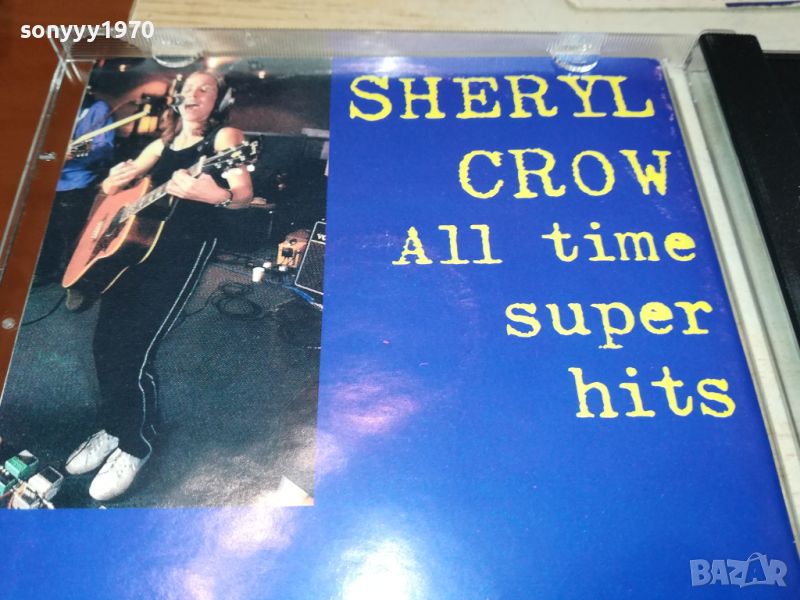 sonyyy1970
SHERYL
CROW
All time
super
hits
BAZAR